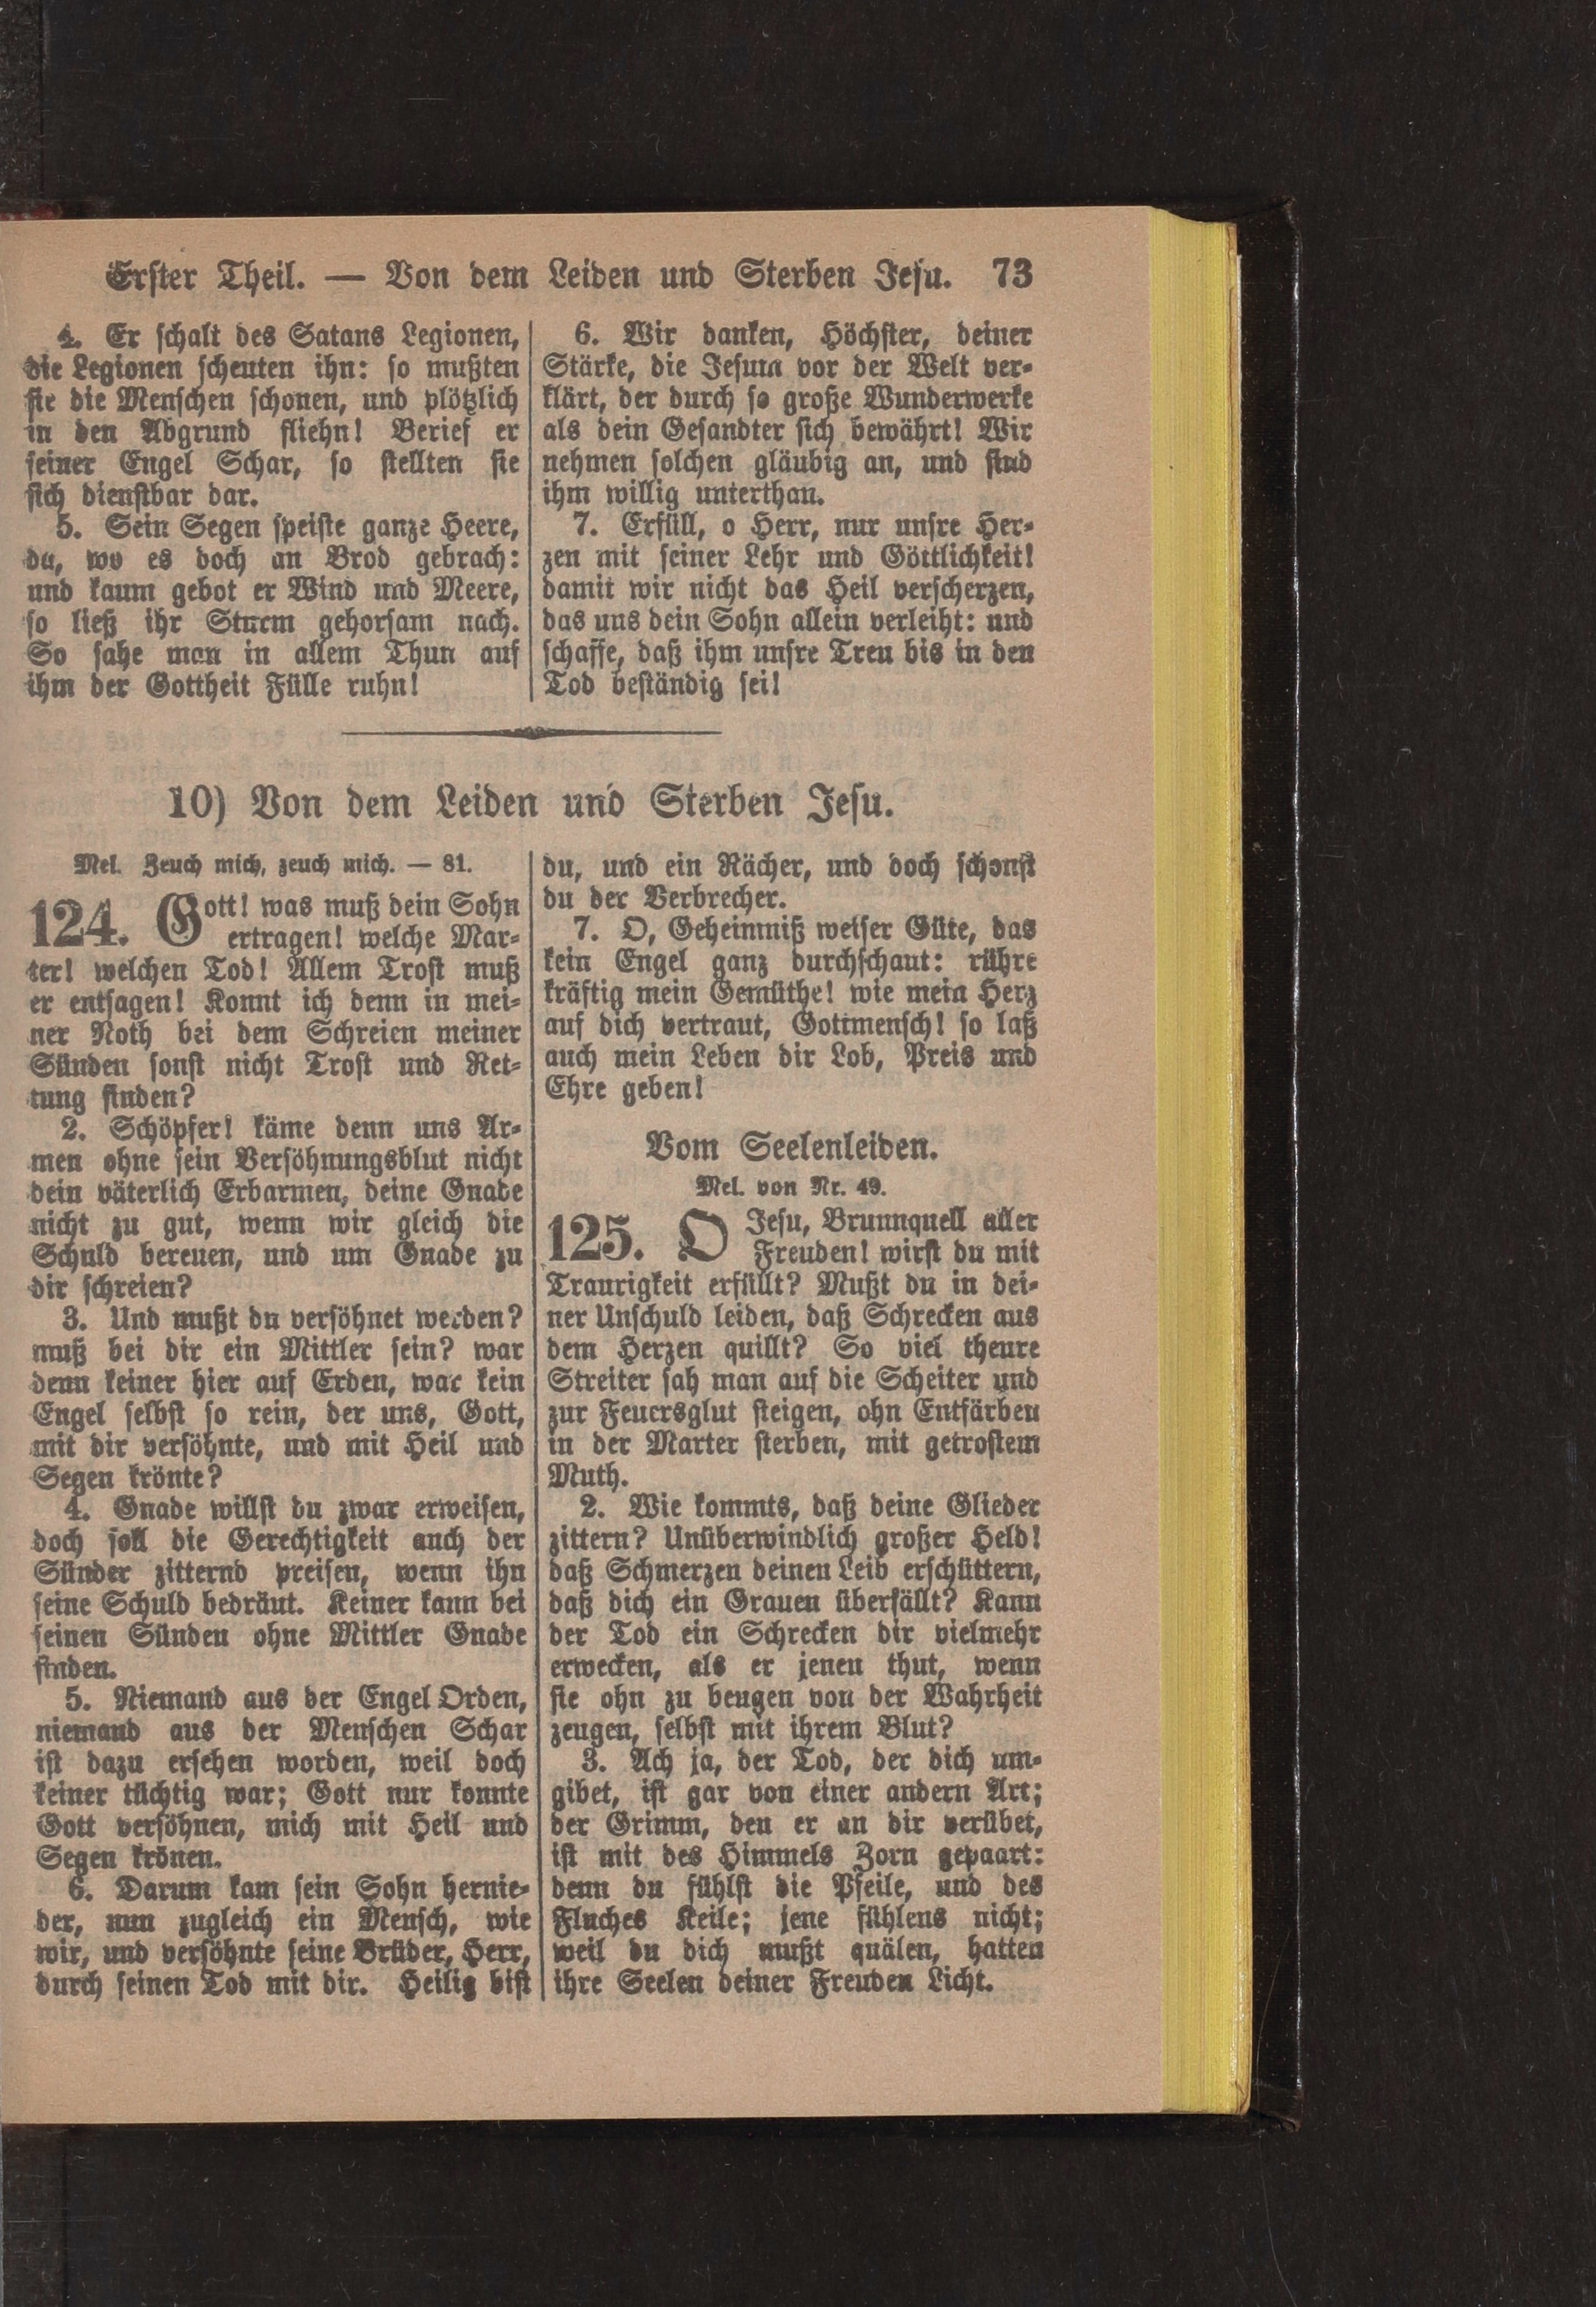 Erster Theil. — Von dem Leiden und Sterben Jesu. 73
4. Er schalt des Satans Legionen,
die Legionen scheuten ihn: so mußten
sie die Menschen schonen, und plötzlich
in den Abgrund fliehn! Berief er
seiner Engel Schar, so stellten sie
sich dienstbar dar.
5. Sein Segen speiste ganze Heere,
da, wo es doch an Brod gebrach:
und kaum gebot er Wind und Meere,
so ließ ihr Sturm gehorsam nach.
So sahe man in allem Thun auf
ihm der Gottheit Fülle ruhn!
6. Wir danken, Höchster, deiner
Stärke, die Jesum vor der Welt ver-
klärt, der durch so große Wunderwerke
als dein Gesandter sich bewährt! Wir
nehmen solchen gläubig an, und sind
ihm willig unterthan.
7. Erfüll, o Herr, nur unsre Her-
zen mit seiner Lehr und Göttlichkeit!
damit wir nicht das Heil verscherzen,
das uns dein Sohn allein verleiht: und
schaffe, daß ihm unsre Treu bis in den
Tod beständig sei!
10) Von dem Leiden und Sterben Jesu.
Mel. Zeuch mich, zeuch mich. — 81.
124. Gott! was muß dein Sohn
ertragen! welche Mar-
ter! welchen Tod! Allem Trost muß
er entsagen! Konnt ich denn in mei-
ner Noth bei dem Schreien meiner
Sünden sonst nicht Trost und Ret-
tung finden?
2. Schöpfer! käme denn uns Ar-
men ohne sein Versöhnungsblut nicht
dein väterlich Erbarmen, deine Gnade
nicht zu gut, wenn wir gleich die
Schuld bereuen, und um Gnade zu
dir schreien?
3. Und mußt du versöhnet werden?
muß bei dir ein Mittler sein? war
denn keiner hier auf Erden, war kein
Engel selbst so rein, der uns, Gott,
mit dir versöhnte, und mit Heil und
Segen krönte?
4. Gnade willst du zwar erweisen,
doch soll die Gerechtigkeit auch der
Sünder zitternd preisen, wenn ihn
seine Schuld bedräut. Keiner kann bei
seinen Sünden ohne Mittler Gnade
finden.
5. Niemand aus der Engel Orden,
niemand aus der Menschen Schar
ist dazu ersehen worden, weil doch
keiner tüchtig war; Gott nur konnte
Gott versöhnen, mich mit Heil und
Segen krönen.
6. Darum kam sein Sohn hernie-
der, nun zugleich ein Mensch, wie
wir, und versöhnte seine Brüder, Herr,
durch seinen Tod mit dir. Heilig bist
du, und ein Rächer, und doch schonst
du der Verbrecher.
7. O, Geheimniß weiser Güte, das
kein Engel ganz durchschaut: rühre
kräftig mein Gemüthe! wie mein Herz
auf dich vertraut, Gottmensch! so laß
auch mein Leben dir Lob, Preis und
Ehre geben!
Vom Seelenleiden.
Mel. von Nr. 49.
125. O Jesu, Brunnquell aller
Freuden! wirst du mit
Traurigkeit erfüllt? Mußt du in dei-
ner Unschuld leiden, daß Schrecken aus
dem Herzen quillt? So viel theure
Streiter sah man auf die Scheiter und
zur Feuersglut steigen, ohn Entfärben
in der Marter sterben, mit getrostem
Muth.
2. Wie kommts, daß deine Glieder
zittern? Unüberwindlich großer Held!
daß Schmerzen deinen Leib erschüttern,
daß dich ein Grauen überfällt? Kann
der Tod ein Schrecken dir vielmehr
erwecken, als er jenen thut, wenn
sie ohn zu beugen von der Wahrheit
zeugen, selbst mit ihrem Blut?
3. Ach ja, der Tod, der dich um-
gibet, ist gar von einer andern Art;
der Grimm, den er an dir verübet,
ist mit des Himmels Zorn gepaart:
denn du fühlst die Pfeile, und des
Fluches Keile; jene fühlens nicht;
weil du dich mußt quälen, hatten
ihre Seelen deiner Freuden Licht.